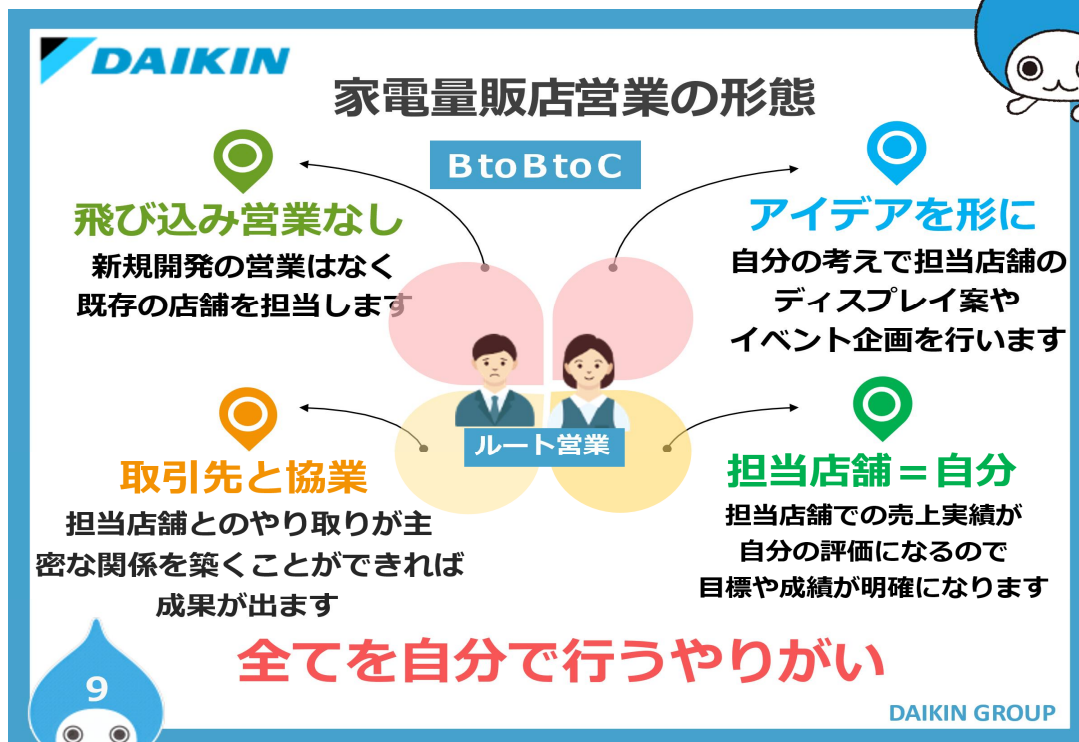 DAIKIN
家電量販店営業の形態
BtoBtoC
飛び込み営業なし
新規開発の営業はなく
既存の店舗を担当します
アイデアを形に
自分の考えで担当店舗の
ディスプレイ案や
イベント企画を行います
ルート営業
取引先と協業
担当店舗とのやり取りが主
密な関係を築くことができれば
成果が出ます
担当店舗＝自分
担当店舗での売上実績が
自分の評価になるので
目標や成績が明確になります
全てを自分で行うやりがい
9
DAIKIN GROUP